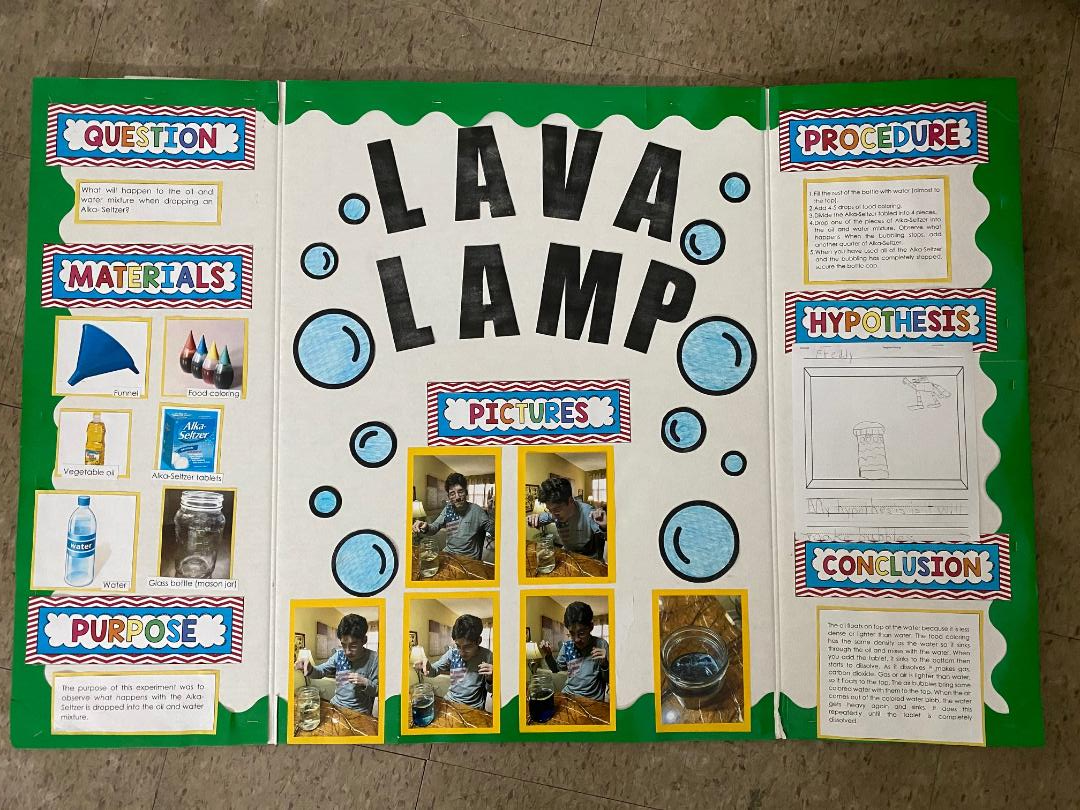 QUESTION
What will happen to the oil and
water mixture when dropping an
Alka- Seltzer?
MATERIALS
Funnel
Food coloring
Vegetable oil
Alka-Seltzer
Alka-Seltzer tablets
water
Water
Glass bottle (mason jar)
PURPOSE
The purpose of this experiment was to
observe what happens with the Alka-
Seltzer is dropped into the oil and water
mixture.
LAVA
LAMP
PICTURES
PROCEDURE
1. Fill the rest of the bottle with water (almost to
the top).
2. Add 4-5 drops of food coloring.
3. Divide the Alka-Seltzer tabled into 4 pieces.
4. Drop one of the pieces of Alka-Seltzer into
the oil and water mixture. Observe what
happens. When the bubbling stops, add
another quarter of Alka-Seltzer.
5. When you have used all of the Alka-Seltzer
and the bubbling has completely stopped,
secure the bottle cap.
HYPOTHESIS
Freddy
My hypothesis is I will
bubbles
CONCLUSION
The oil floats on top of the water because it is less
dense or lighter than water. The food coloring
has the same density as the water so it sinks
through the oil and mixes with the water. When
you add the tablet, it sinks to the bottom then
starts to dissolve. As it dissolves it makes gas,
carbon dioxide. Gas or air is lighter than water,
so it floats to the top. The air bubbles bring some
colored water with them to the top. When the air
comes out of the colored water blob, the water
gets heavy again and sinks. It does this
repeatedly until the tablet is completely
dissolved.